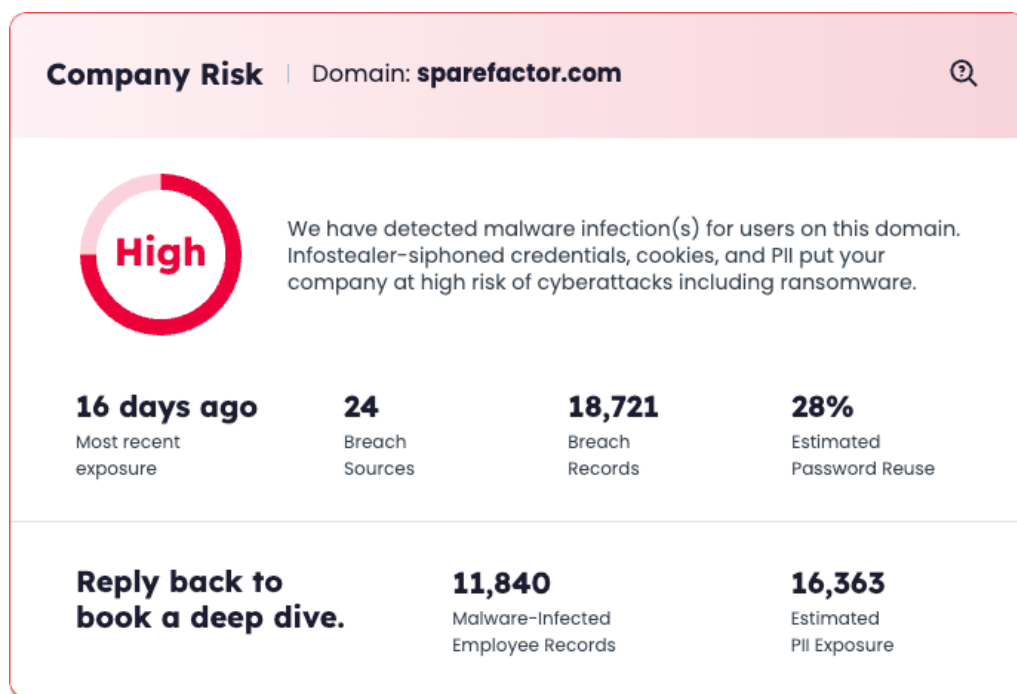 Company Risk | Domain: sparefactor.com
High
We have detected malware infection(s) for users on this domain.
Infostealer-siphoned credentials, cookies, and PII put your
company at high risk of cyberattacks including ransomware.
16 days ago
Most recent
exposure
24
Breach
Sources
18,721
Breach
Records
28%
Estimated
Password Reuse
Reply back to
book a deep dive.
11,840
Malware-Infected
Employee Records
16,363
Estimated
PII Exposure